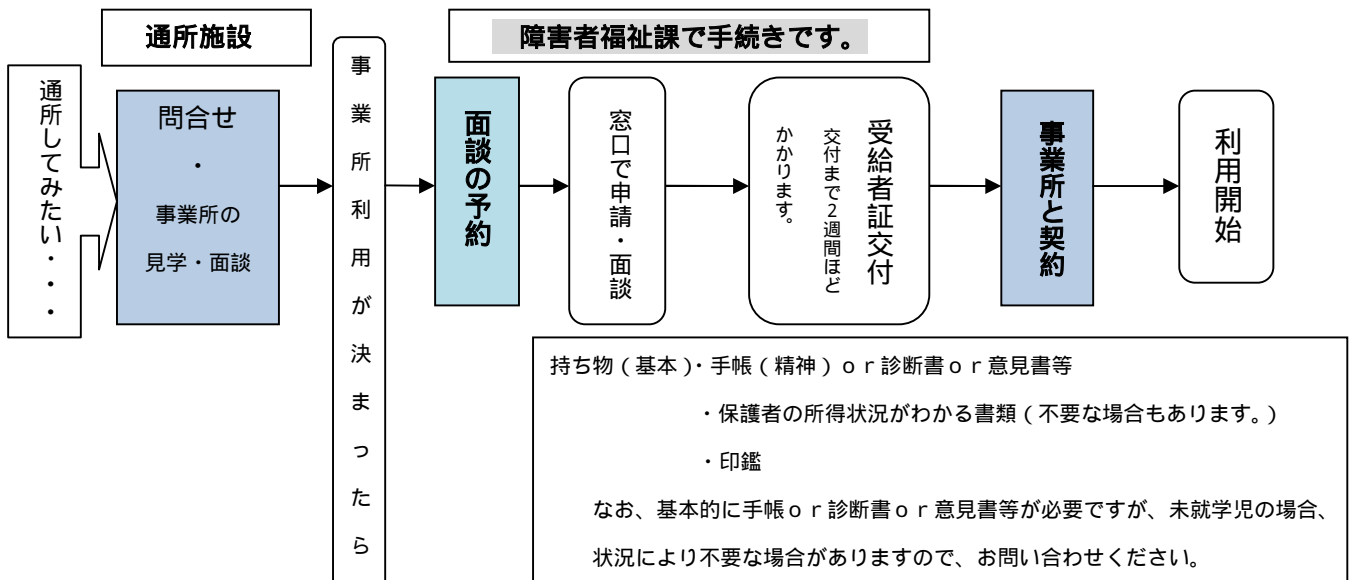 通所施設
障害者福祉課で手続きです。
通所してみたい・・・
問合せ
・
事業所の
見学・面談
事業所利用が決まったら
面談の予約
窓口で申請・面談
受給者証交付
交付まで2週間ほど
かかります。
事業所と契約
利用開始
持ち物（基本）・手帳（精神）ｏｒ診断書ｏｒ意見書等
・保護者の所得状況がわかる書類（不要な場合もあります。）
・印鑑
なお、基本的に手帳ｏｒ診断書ｏｒ意見書等が必要ですが、未就学児の場合、
状況により不要な場合がありますので、お問い合わせください。